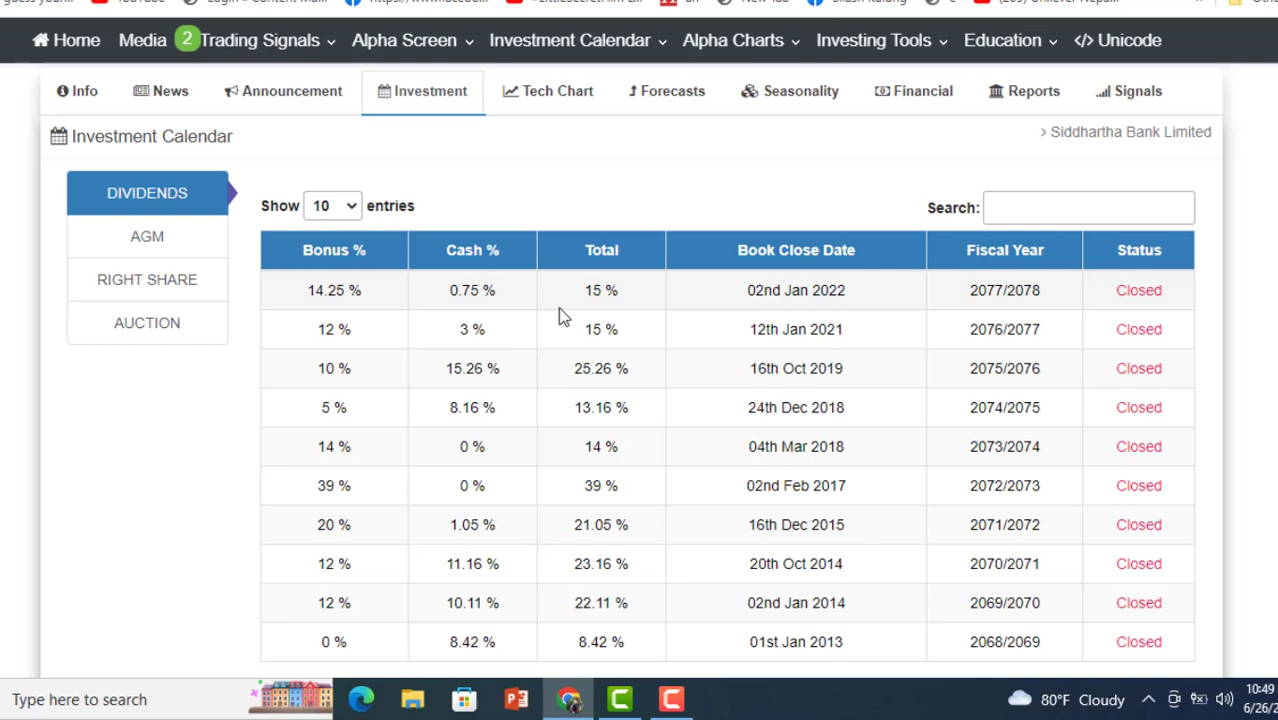 Home Media 2 Trading Signals Alpha Screen Investment Calendar Alpha Charts Investing Tools Education </> Unicode
Info News Announcement Investment Tech Chart Forecasts Seasonality Financial Reports Signals
Investment Calendar
> Siddhartha Bank Limited
DIVIDENDS
AGM
RIGHT SHARE
AUCTION
Show 10 entries
Search:
Bonus % Cash % Total Book Close Date Fiscal Year Status
14.25 % 0.75 % 15 % 02nd Jan 2022 2077/2078 Closed
12 % 3 % 15 % 12th Jan 2021 2076/2077 Closed
10 % 15.26 % 25.26 % 16th Oct 2019 2075/2076 Closed
5 % 8.16 % 13.16 % 24th Dec 2018 2074/2075 Closed
14 % 0 % 14 % 04th Mar 2018 2073/2074 Closed
39 % 0 % 39 % 02nd Feb 2017 2072/2073 Closed
20 % 1.05 % 21.05 % 16th Dec 2015 2071/2072 Closed
12 % 11.16 % 23.16 % 20th Oct 2014 2070/2071 Closed
12 % 10.11 % 22.11 % 02nd Jan 2014 2069/2070 Closed
0 % 8.42 % 8.42 % 01st Jan 2013 2068/2069 Closed
Type here to search
80°F Cloudy
10:49
6/26/2